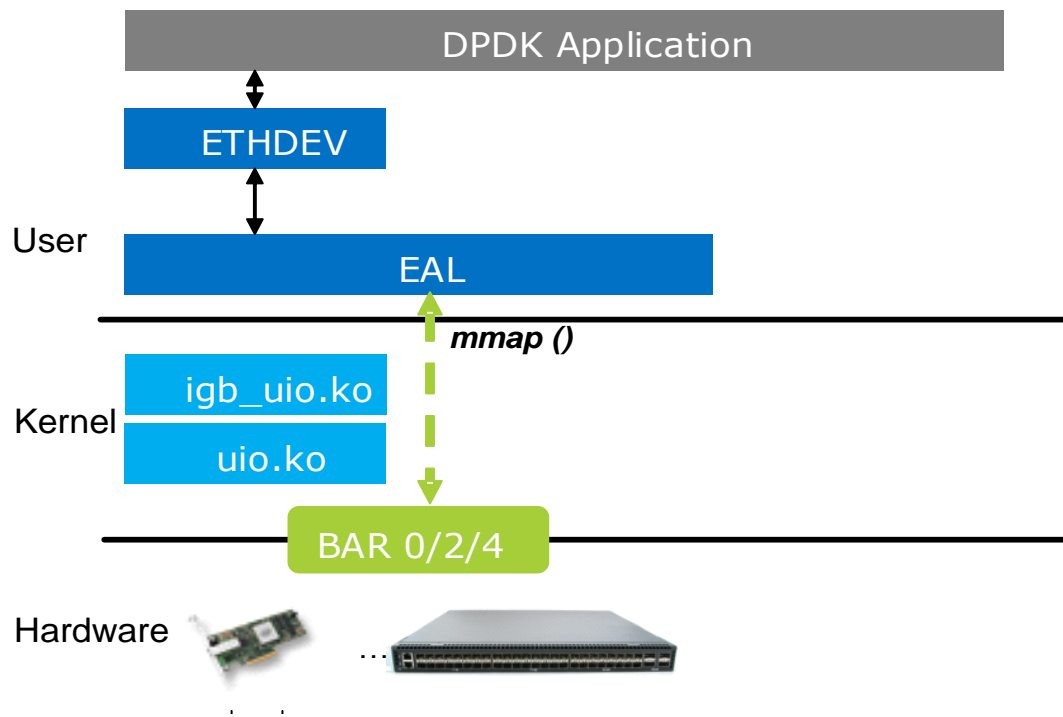 DPDK Application
ETHDEV
User
EAL
mmap ()
igb_uio.ko
Kernel
uio.ko
BAR 0/2/4
Hardware
...